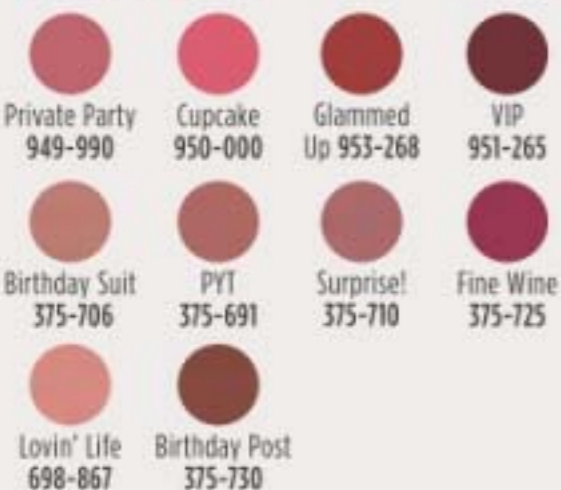 Private Party
949-990
Cupcake
950-000
Glammed
Up 953-268
VIP
951-265
Birthday Suit
375-706
PYT
375-691
Surprise!
375-710
Fine Wine
375-725
Lovin' Life
698-867
Birthday Post
375-730